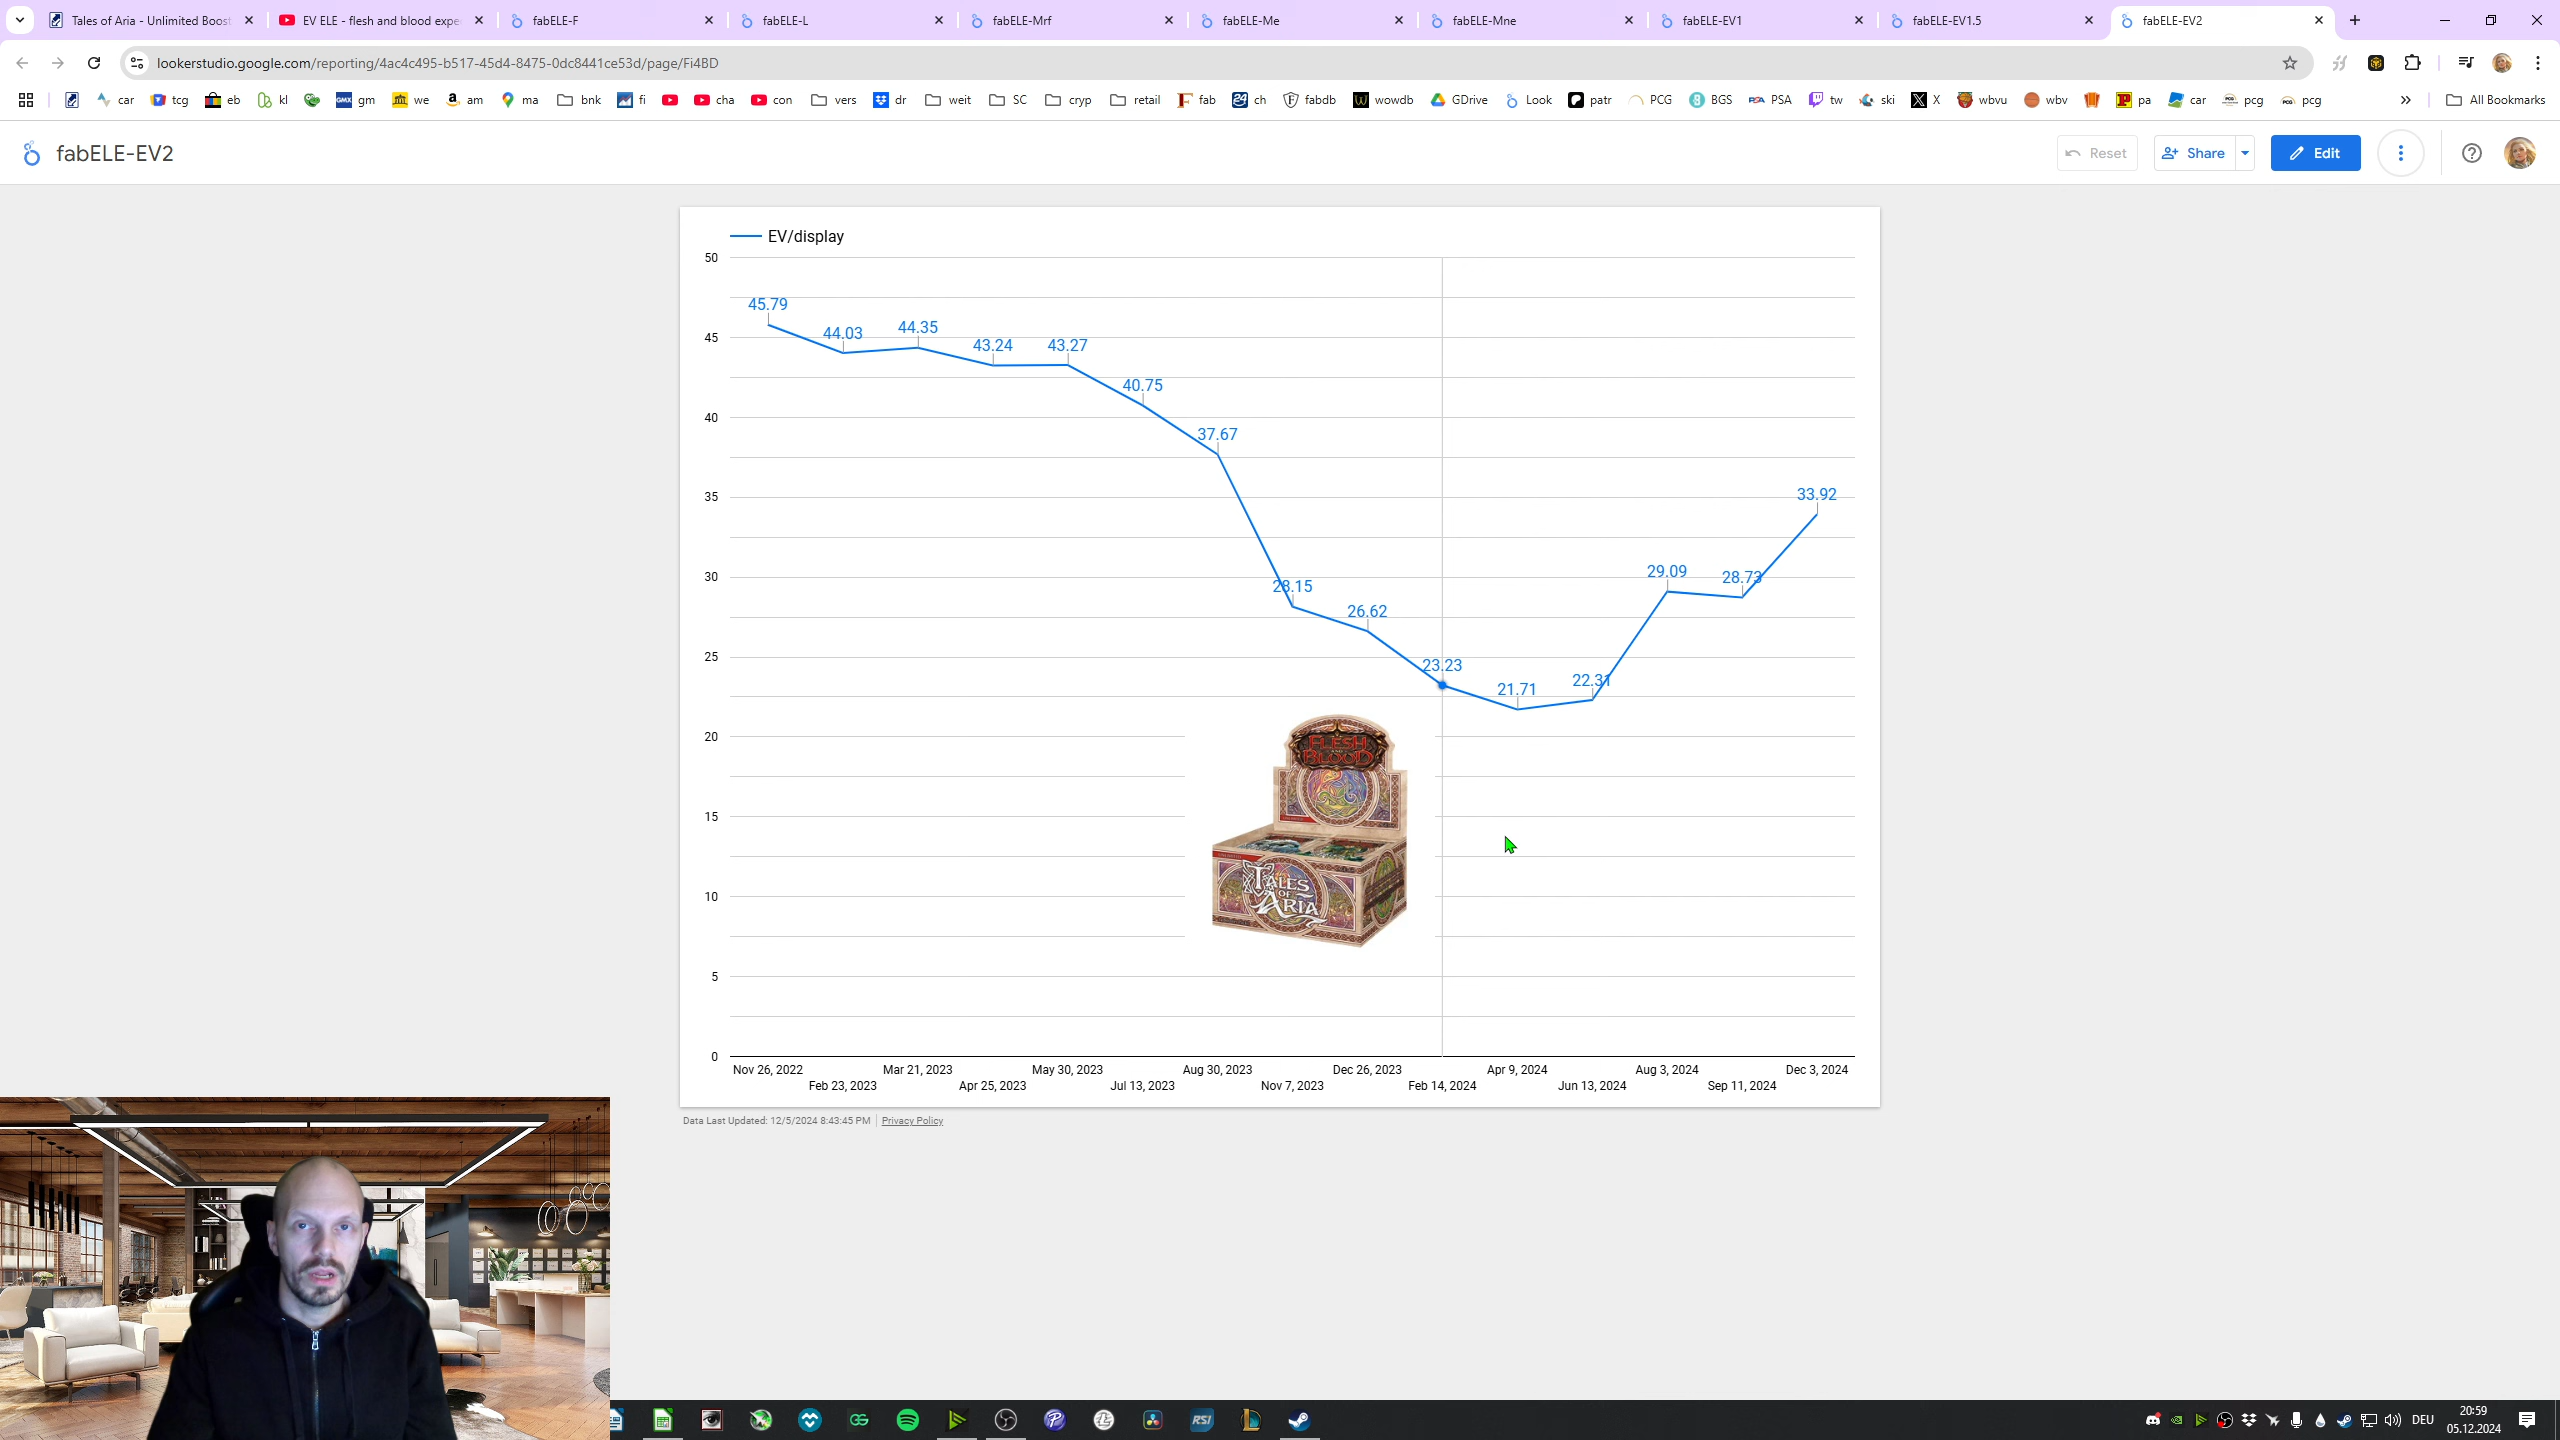 Tales of Aria - Unlimited Boost
EV ELE - flesh and blood expe
fabELE-F
fabELE-L
fabELE-Mrf
fabELE-Me
fabELE-Mne
fabELE-EV1
fabELE-EV1.5
fabELE-EV2
lookerstudio.google.com/reporting/4ac4c495-b517-45d4-8475-0dc8441ce53d/page/Fi4BD
car
tcg
eb
kl
GMX
gm
we
am
ma
bnk
fi
cha
con
vers
dr
weit
SC
cryp
retail
fab
24
ch
fabdb
wowdb
GDrive
Look
patr
PCG
BGS
PSA
PSA
tw
ski
X
wbvu
wbv
pa
car
pcg
pcg
All Bookmarks
fabELE-EV2
Reset
Share
Edit
EV/display
50
45
40
35
30
25
20
15
10
5
0
45.79
44.03
44.35
43.24
43.27
40.75
37.67
28.15
26.62
23.23
21.71
22.31
29.09
28.73
33.92
FLESH
AND
BLOOD
TALES
OF
ARIA
Nov 26, 2022
Feb 23, 2023
Mar 21, 2023
Apr 25, 2023
May 30, 2023
Jul 13, 2023
Aug 30, 2023
Nov 7, 2023
Dec 26, 2023
Feb 14, 2024
Apr 9, 2024
Jun 13, 2024
Aug 3, 2024
Sep 11, 2024
Dec 3, 2024
Data Last Updated: 12/5/2024 8:43:45 PM
Privacy Policy
GG
RSI
DEU
20:59
05.12.2024